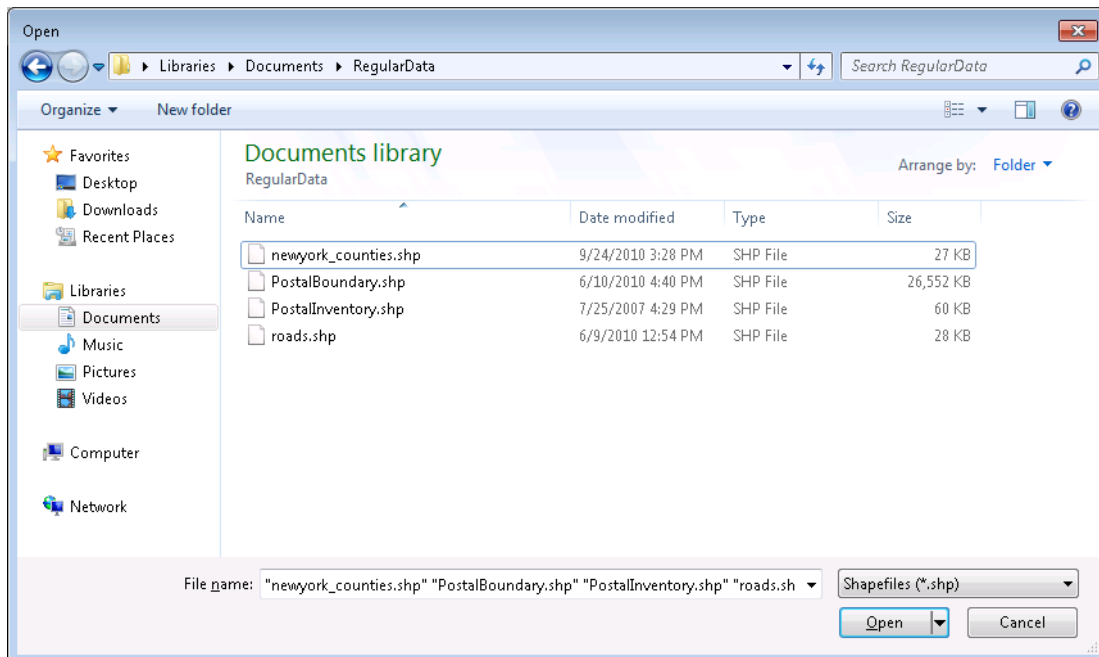 Open
Libraries Documents RegularData
Search RegularData
Organize New folder
Favorites
Desktop
Downloads
Recent Places
Libraries
Documents
Music
Pictures
Videos
Computer
Network
Documents library
RegularData
Arrange by: Folder
Name Date modified Type Size
newyork_counties.shp 9/24/2010 3:28 PM SHP File 27 KB
PostalBoundary.shp 6/10/2010 4:40 PM SHP File 26,552 KB
PostalInventory.shp 7/25/2007 4:29 PM SHP File 60 KB
roads.shp 6/9/2010 12:54 PM SHP File 28 KB
File name: "newyork_counties.shp" "PostalBoundary.shp" "PostalInventory.shp" "roads.sh
Shapefiles (*.shp)
Open Cancel